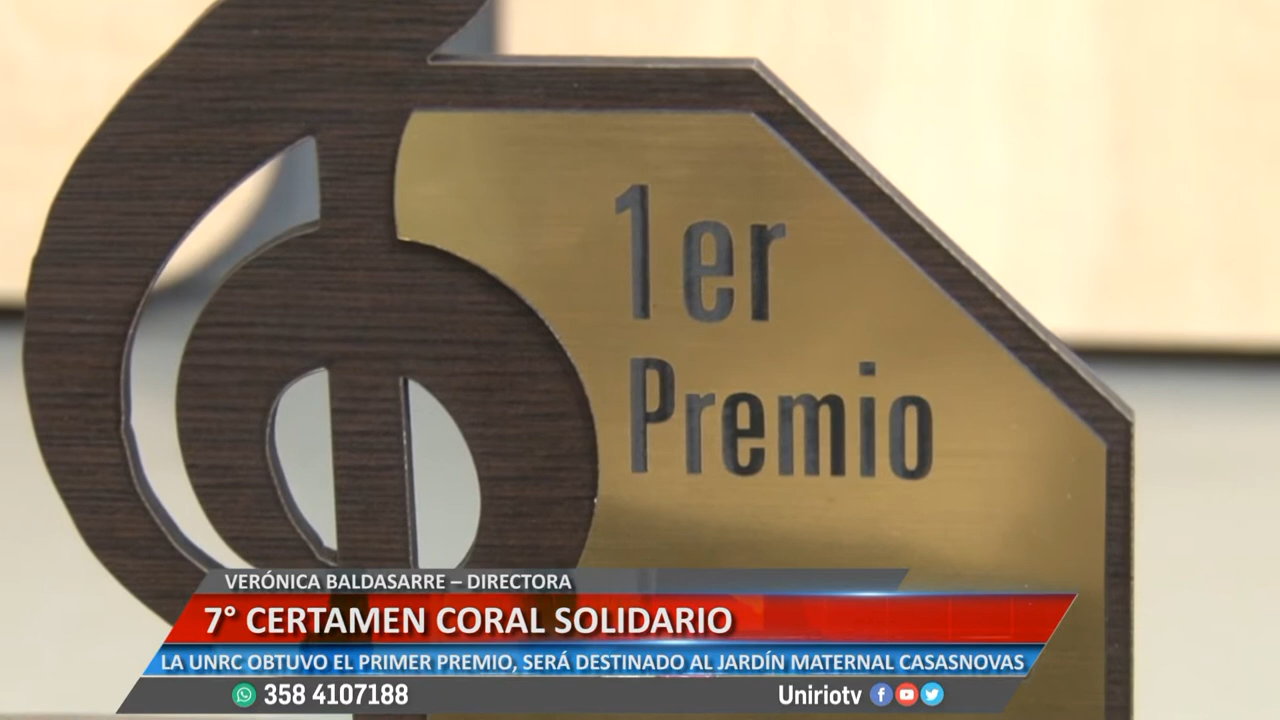 1er
Premio
VERÓNICA BALDASARRE – DIRECTORA
7° CERTAMEN CORAL SOLIDARIO
LA UNRC OBTUVO EL PRIMER PREMIO, SERÁ DESTINADO AL JARDÍN MATERNAL CASASNOVAS
358 4107188 Uniriotv